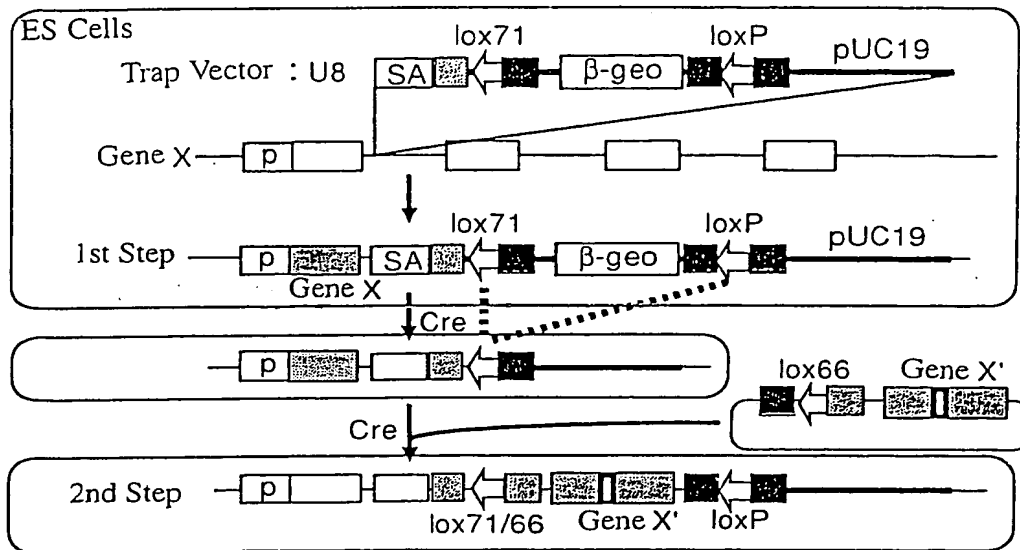 ES Cells
lox71 loxP pUC19
Trap Vector : U8 SA β-geo
Gene X p
lox71 loxP pUC19
1st Step p SA β-geo
Gene X
Cre
p
lox66 Gene X'
Cre
2nd Step p
lox71/66 Gene X' loxP